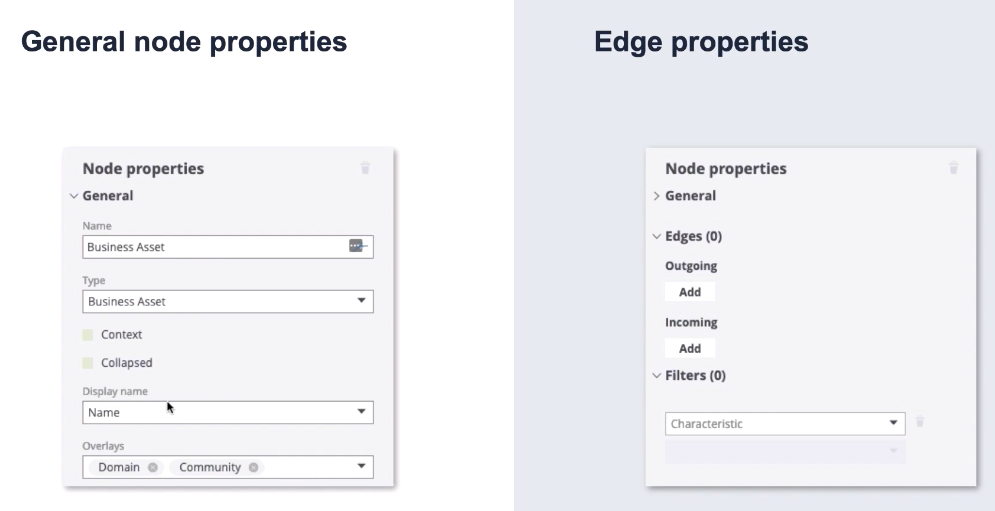 General node properties
Node properties
General
Name
Business Asset
Type
Business Asset
Context
Collapsed
Display name
Name
Overlays
Domain
Community
Edge properties
Node properties
General
Edges (0)
Outgoing
Add
Incoming
Add
Filters (0)
Characteristic